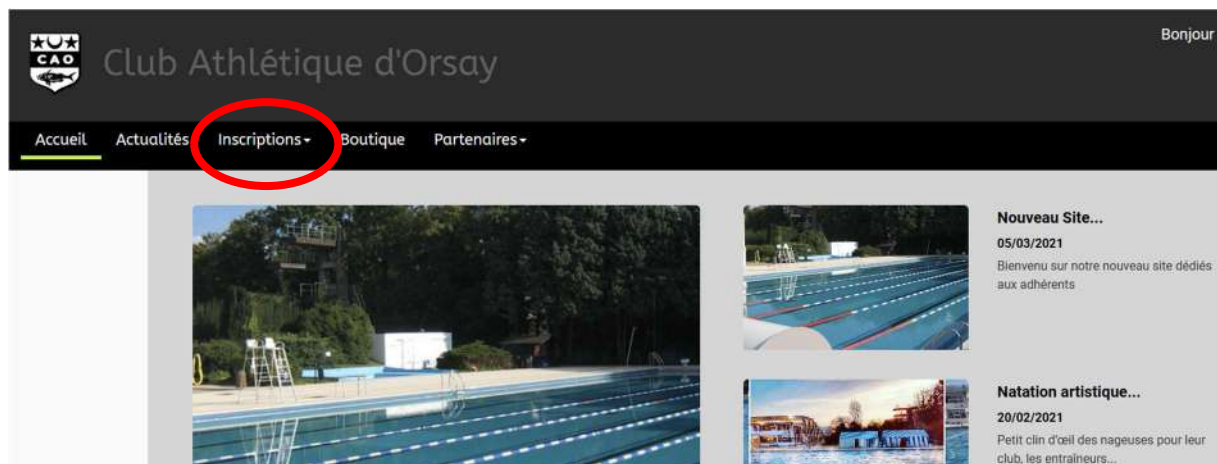 CAO
Club Athlétique d'Orsay
Bonjour
Accueil Actualités Inscriptions Boutique Partenaires
Nouveau Site...
05/03/2021
Bienvenu sur notre nouveau site dédiés
aux adhérents
Natation artistique...
20/02/2021
Petit clin d'œil des nageuses pour leur
club, les entraîneurs...